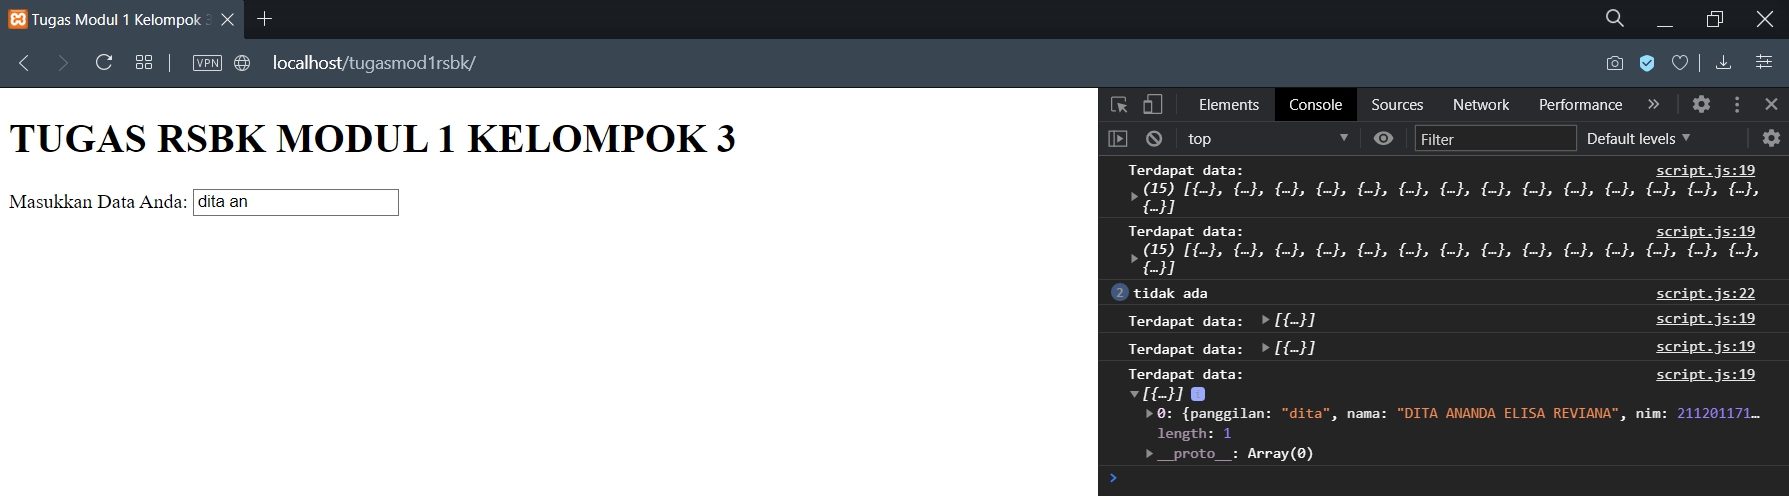 Tugas Modul 1 Kelompok 3
VPN
localhost/tugasmod1rsbk/
TUGAS RSBK MODUL 1 KELOMPOK 3
Masukkan Data Anda: dita an
Elements Console Sources Network Performance »
top Filter Default levels
Terdapat data: script.js:19
(15) [{…}, {…}, {…}, {…}, {…}, {…}, {…}, {…}, {…}, {…}, {…}, {…}, {…}, {…},
{…}]
Terdapat data: script.js:19
(15) [{…}, {…}, {…}, {…}, {…}, {…}, {…}, {…}, {…}, {…}, {…}, {…}, {…}, {…},
{…}]
2 tidak ada script.js:22
Terdapat data: [{…}] script.js:19
Terdapat data: [{…}] script.js:19
Terdapat data: script.js:19
[{…}] i
0: {panggilan: "dita", nama: "DITA ANANDA ELISA REVIANA", nim: 211201171…
length: 1
__proto__: Array(0)
>